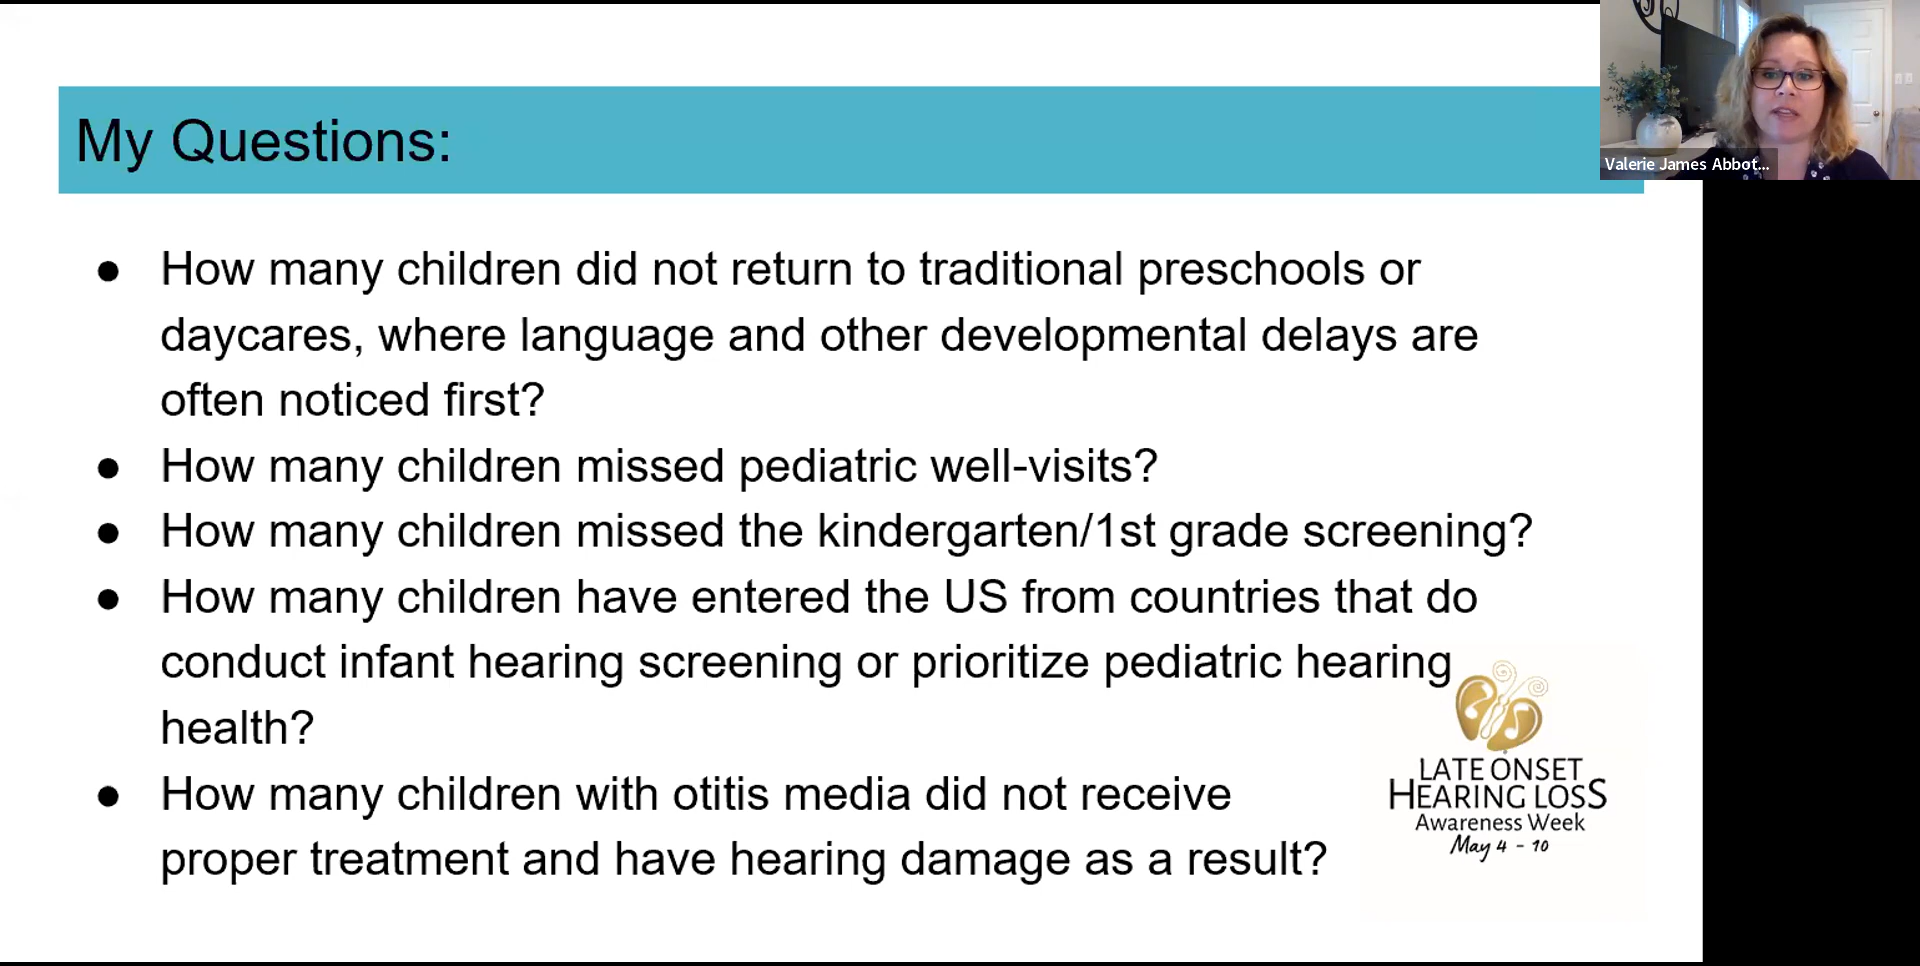 My Questions:
Valerie James Abbot...
● How many children did not return to traditional preschools or
daycares, where language and other developmental delays are
often noticed first?
● How many children missed pediatric well-visits?
● How many children missed the kindergarten/1st grade screening?
● How many children have entered the US from countries that do
conduct infant hearing screening or prioritize pediatric hearing
health?
● How many children with otitis media did not receive
proper treatment and have hearing damage as a result?
LATE ONSET
HEARING LOSS
Awareness Week
May 4 - 10